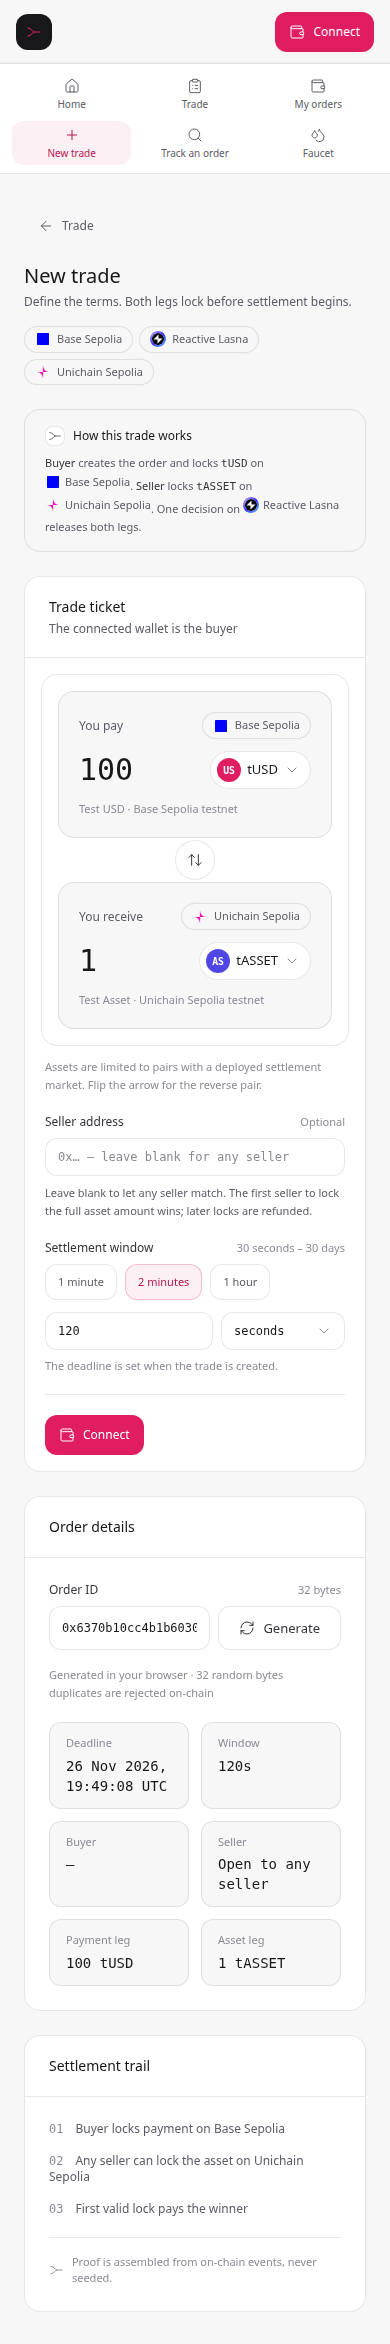 Connect
Home
Trade
My orders
New trade
Track an order
Faucet
Trade
New trade
Define the terms. Both legs lock before settlement begins.
Base Sepolia
Reactive Lasna
Unichain Sepolia
How this trade works
Buyer creates the order and locks tUSD on
Base Sepolia. Seller locks tASSET on
Unichain Sepolia. One decision on Reactive Lasna
releases both legs.
Trade ticket
The connected wallet is the buyer
You pay
Base Sepolia
100
US tUSD
Test USD · Base Sepolia testnet
You receive
Unichain Sepolia
1
AS tASSET
Test Asset · Unichain Sepolia testnet
Assets are limited to pairs with a deployed settlement
market. Flip the arrow for the reverse pair.
Seller address
Optional
0x… — leave blank for any seller
Leave blank to let any seller match. The first seller to lock
the full asset amount wins; later locks are refunded.
Settlement window
30 seconds – 30 days
1 minute
2 minutes
1 hour
120
seconds
The deadline is set when the trade is created.
Connect
Order details
Order ID
32 bytes
0x6370b10cc4b1b6030
Generate
Generated in your browser · 32 random bytes
duplicates are rejected on-chain
Deadline
26 Nov 2026,
19:49:08 UTC
Window
120s
Buyer
—
Seller
Open to any
seller
Payment leg
100 tUSD
Asset leg
1 tASSET
Settlement trail
01 Buyer locks payment on Base Sepolia
02 Any seller can lock the asset on Unichain
Sepolia
03 First valid lock pays the winner
Proof is assembled from on-chain events, never
seeded.